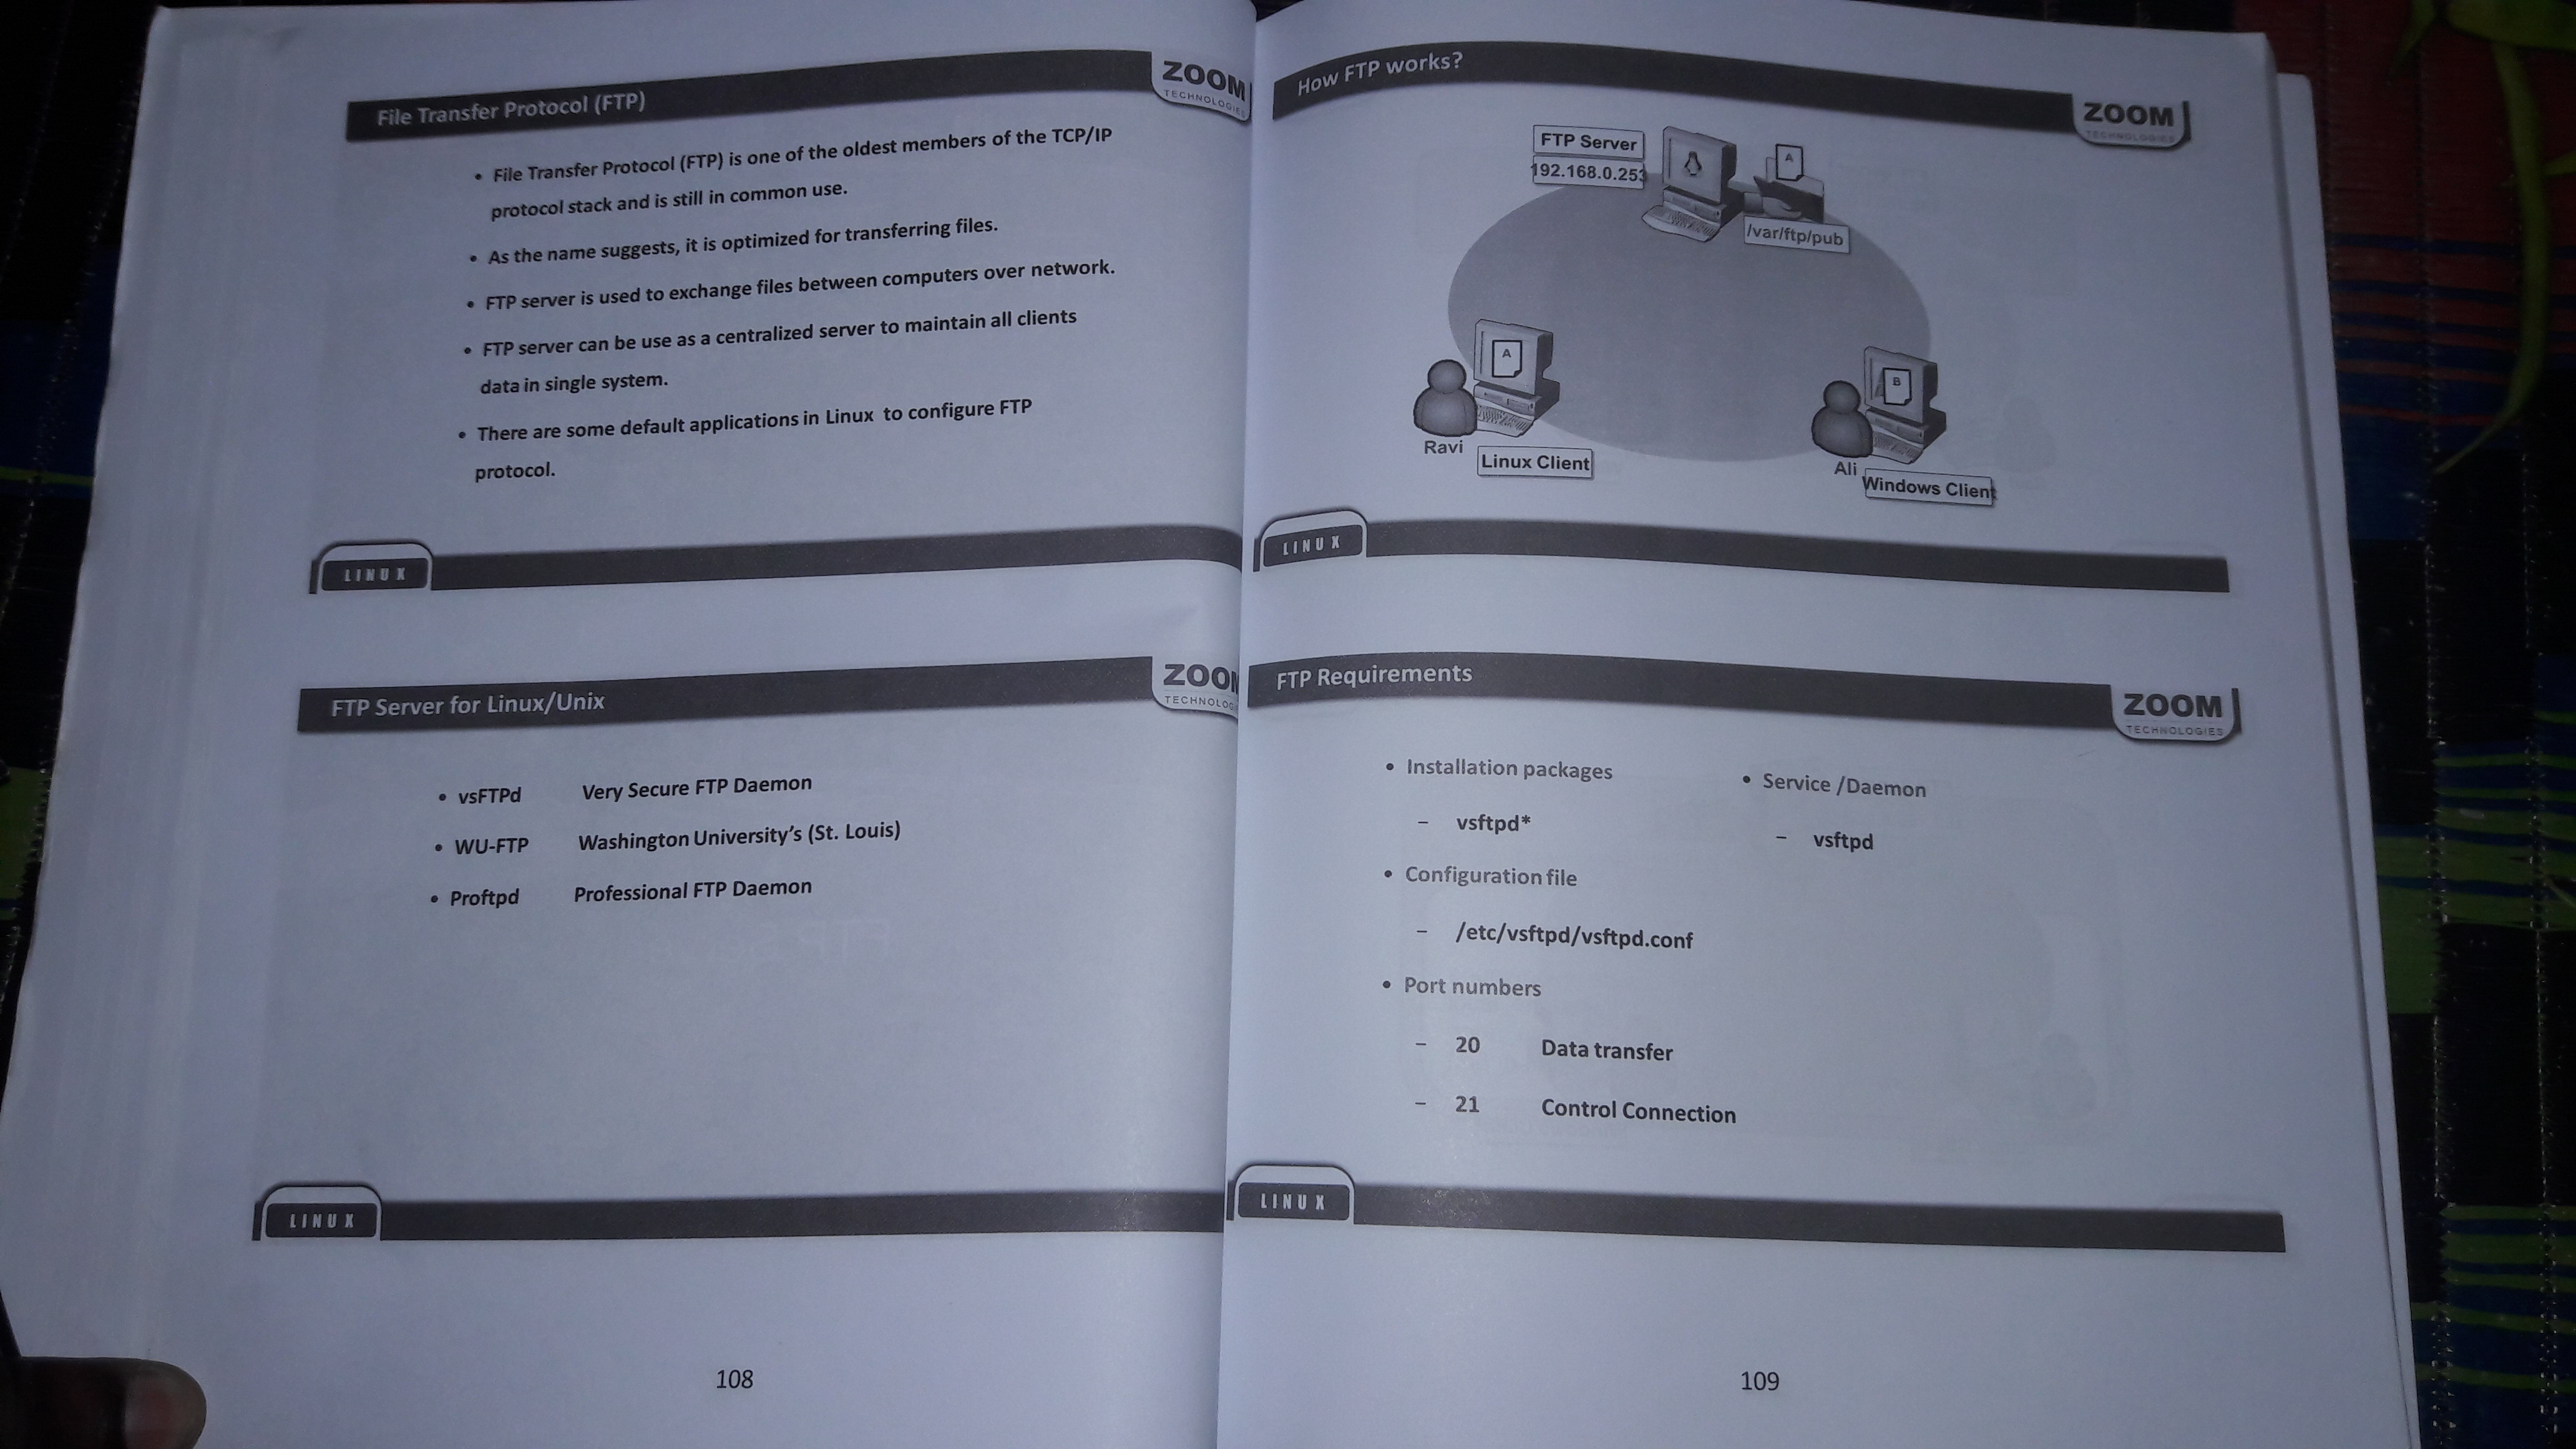 File Transfer Protocol (FTP)
ZOOM
TECHNOLOGIES
• File Transfer Protocol (FTP) is one of the oldest members of the TCP/IP
protocol stack and is still in common use.
• As the name suggests, it is optimized for transferring files.
• FTP server is used to exchange files between computers over network.
• FTP server can be use as a centralized server to maintain all clients
data in single system.
• There are some default applications in Linux to configure FTP
protocol.
LINUX
FTP Server for Linux/Unix
ZOOM
TECHNOLOG
• vsFTPd Very Secure FTP Daemon
• WU-FTP Washington University's (St. Louis)
• Proftpd Professional FTP Daemon
LINUX
108
How FTP works?
ZOOM
TECHNOLOGIES
FTP Server
192.168.0.253
A
/var/ftp/pub
A
B
Ravi
Linux Client
Ali
Windows Client
LINUX
FTP Requirements
ZOOM
TECHNOLOGIES
• Installation packages
– vsftpd*
• Service /Daemon
– vsftpd
• Configuration file
– /etc/vsftpd/vsftpd.conf
• Port numbers
– 20 Data transfer
– 21 Control Connection
LINUX
109